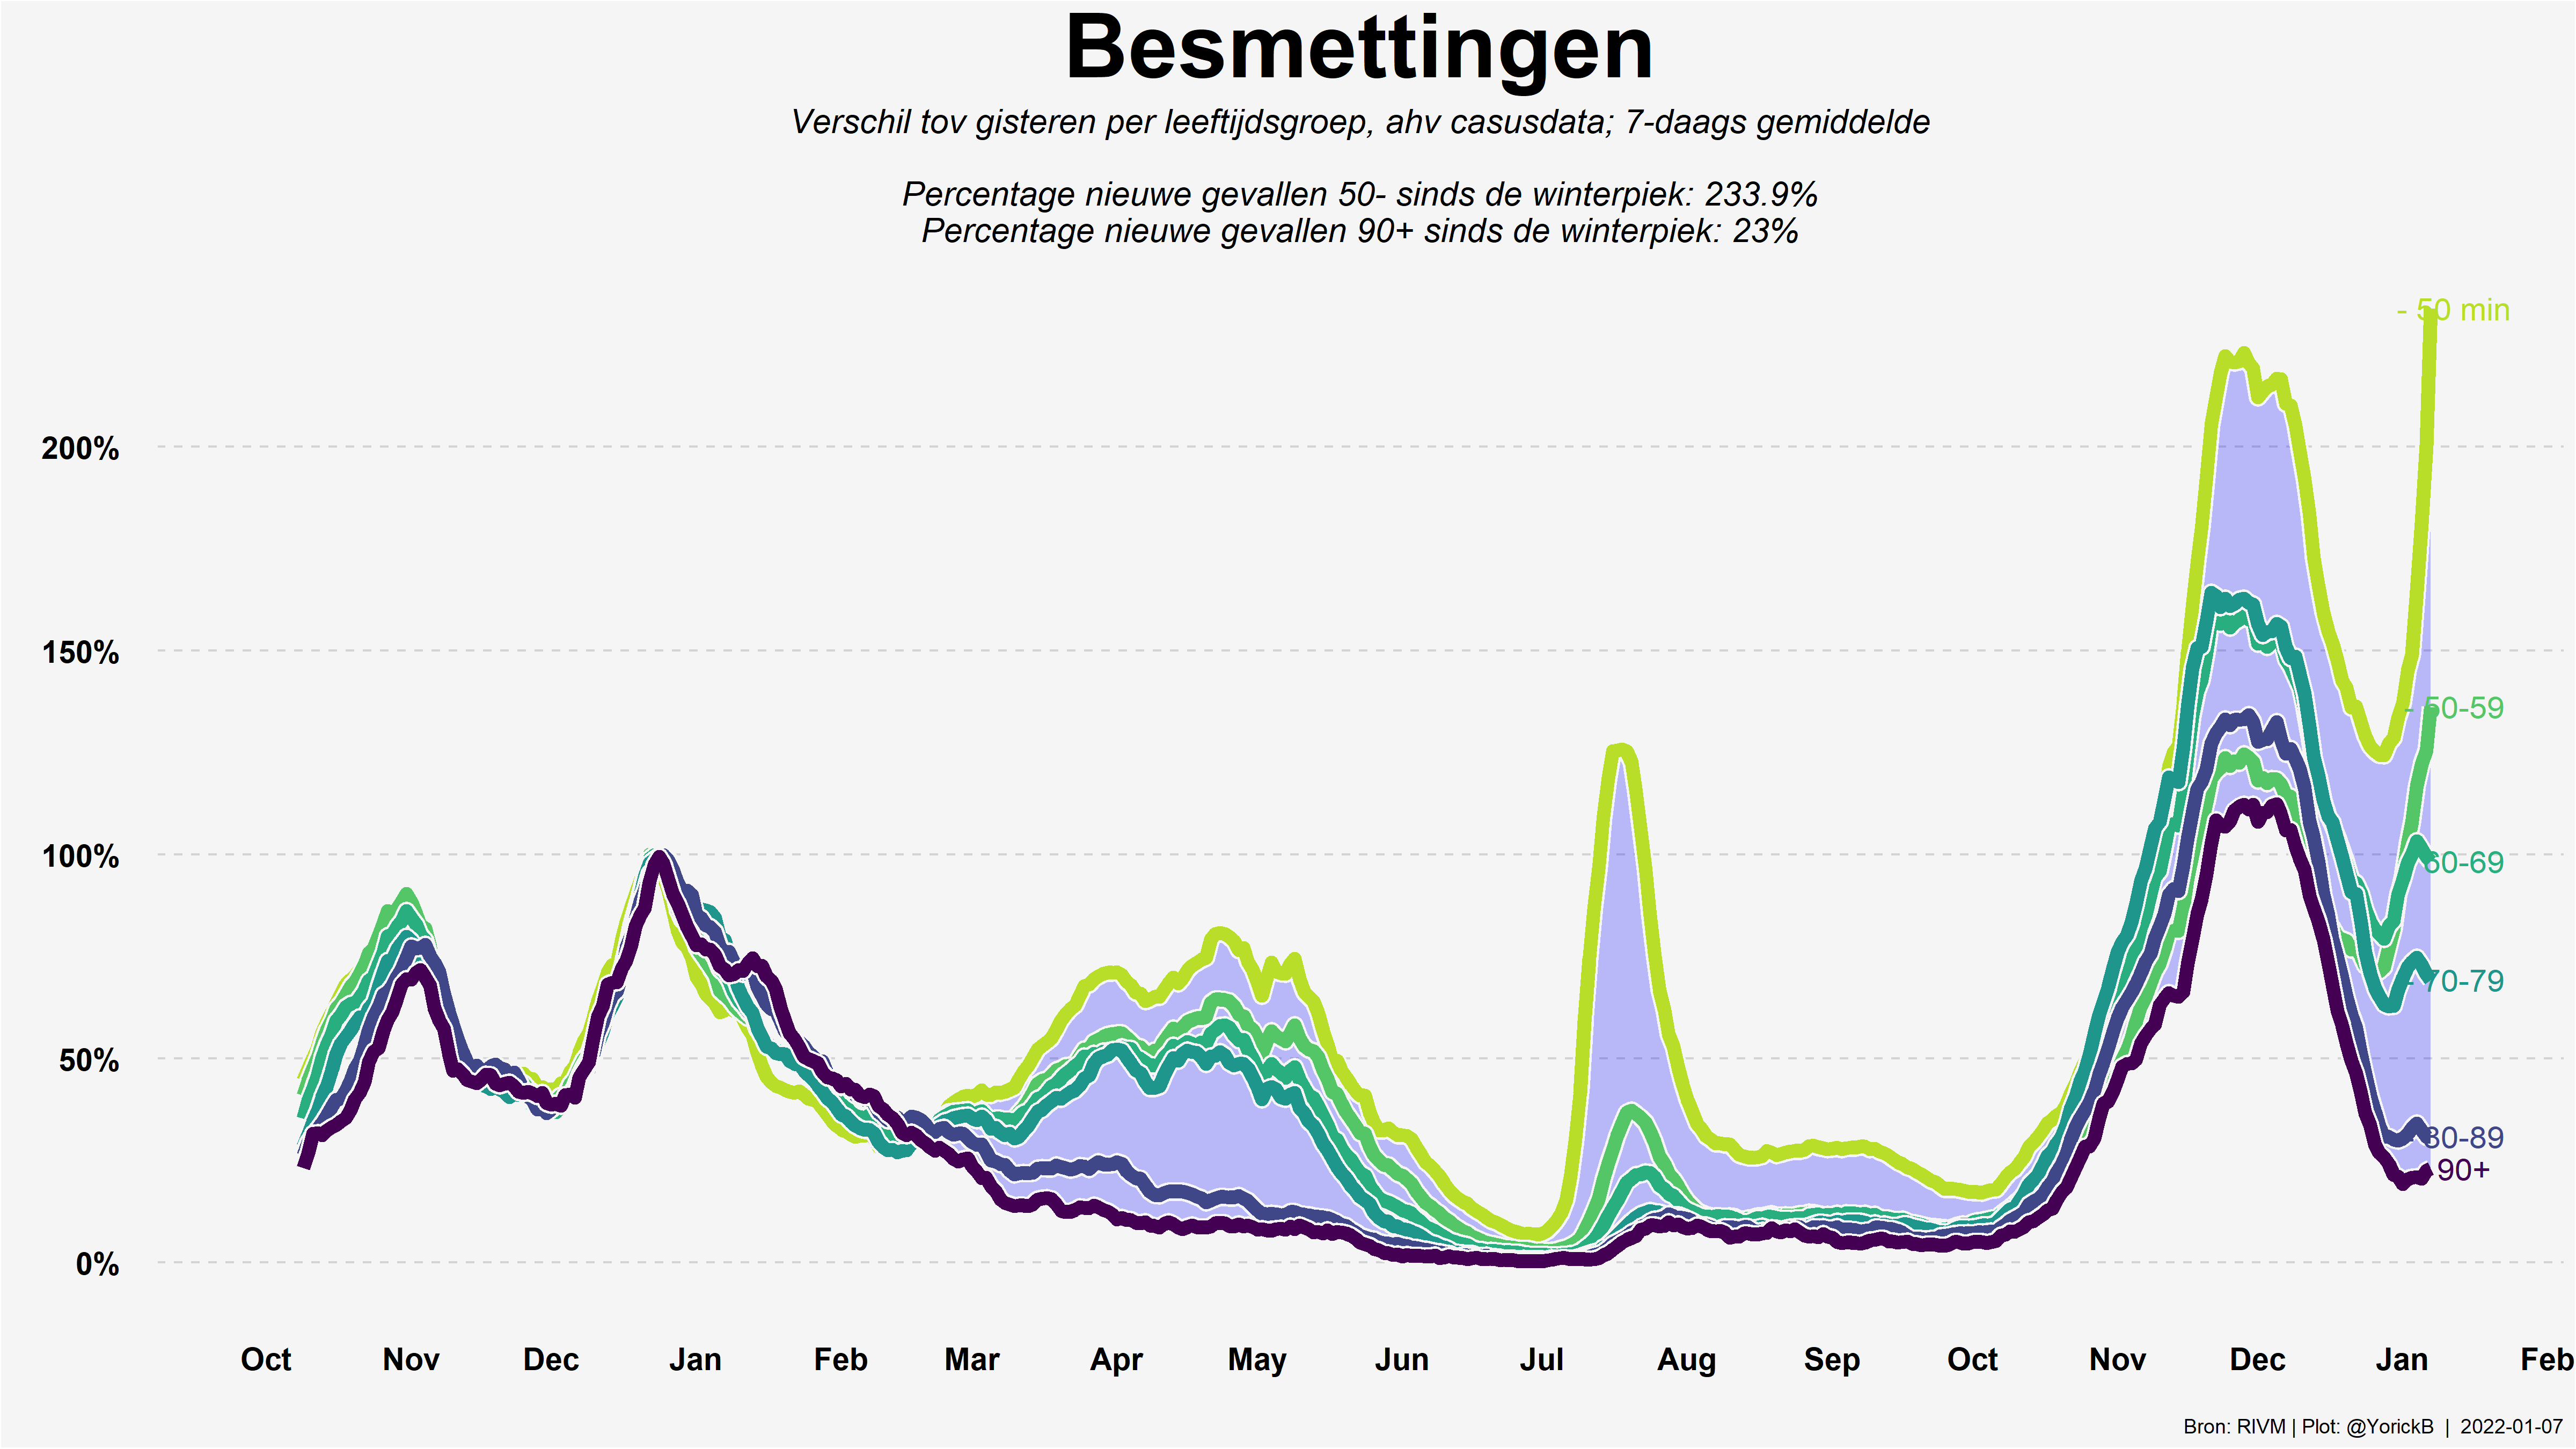 Besmettingen
Verschil tov gisteren per leeftijdsgroep, ahv casusdata; 7-daags gemiddelde
Percentage nieuwe gevallen 50- sinds de winterpiek: 233.9%
Percentage nieuwe gevallen 90+ sinds de winterpiek: 23%
- 50 min
200%
150%
- 50-59
100%
- 60-69
- 70-79
50%
- 80-89
- 90+
0%
Oct Nov Dec Jan Feb Mar Apr May Jun Jul Aug Sep Oct Nov Dec Jan Feb
Bron: RIVM | Plot: @YorickB | 2022-01-07